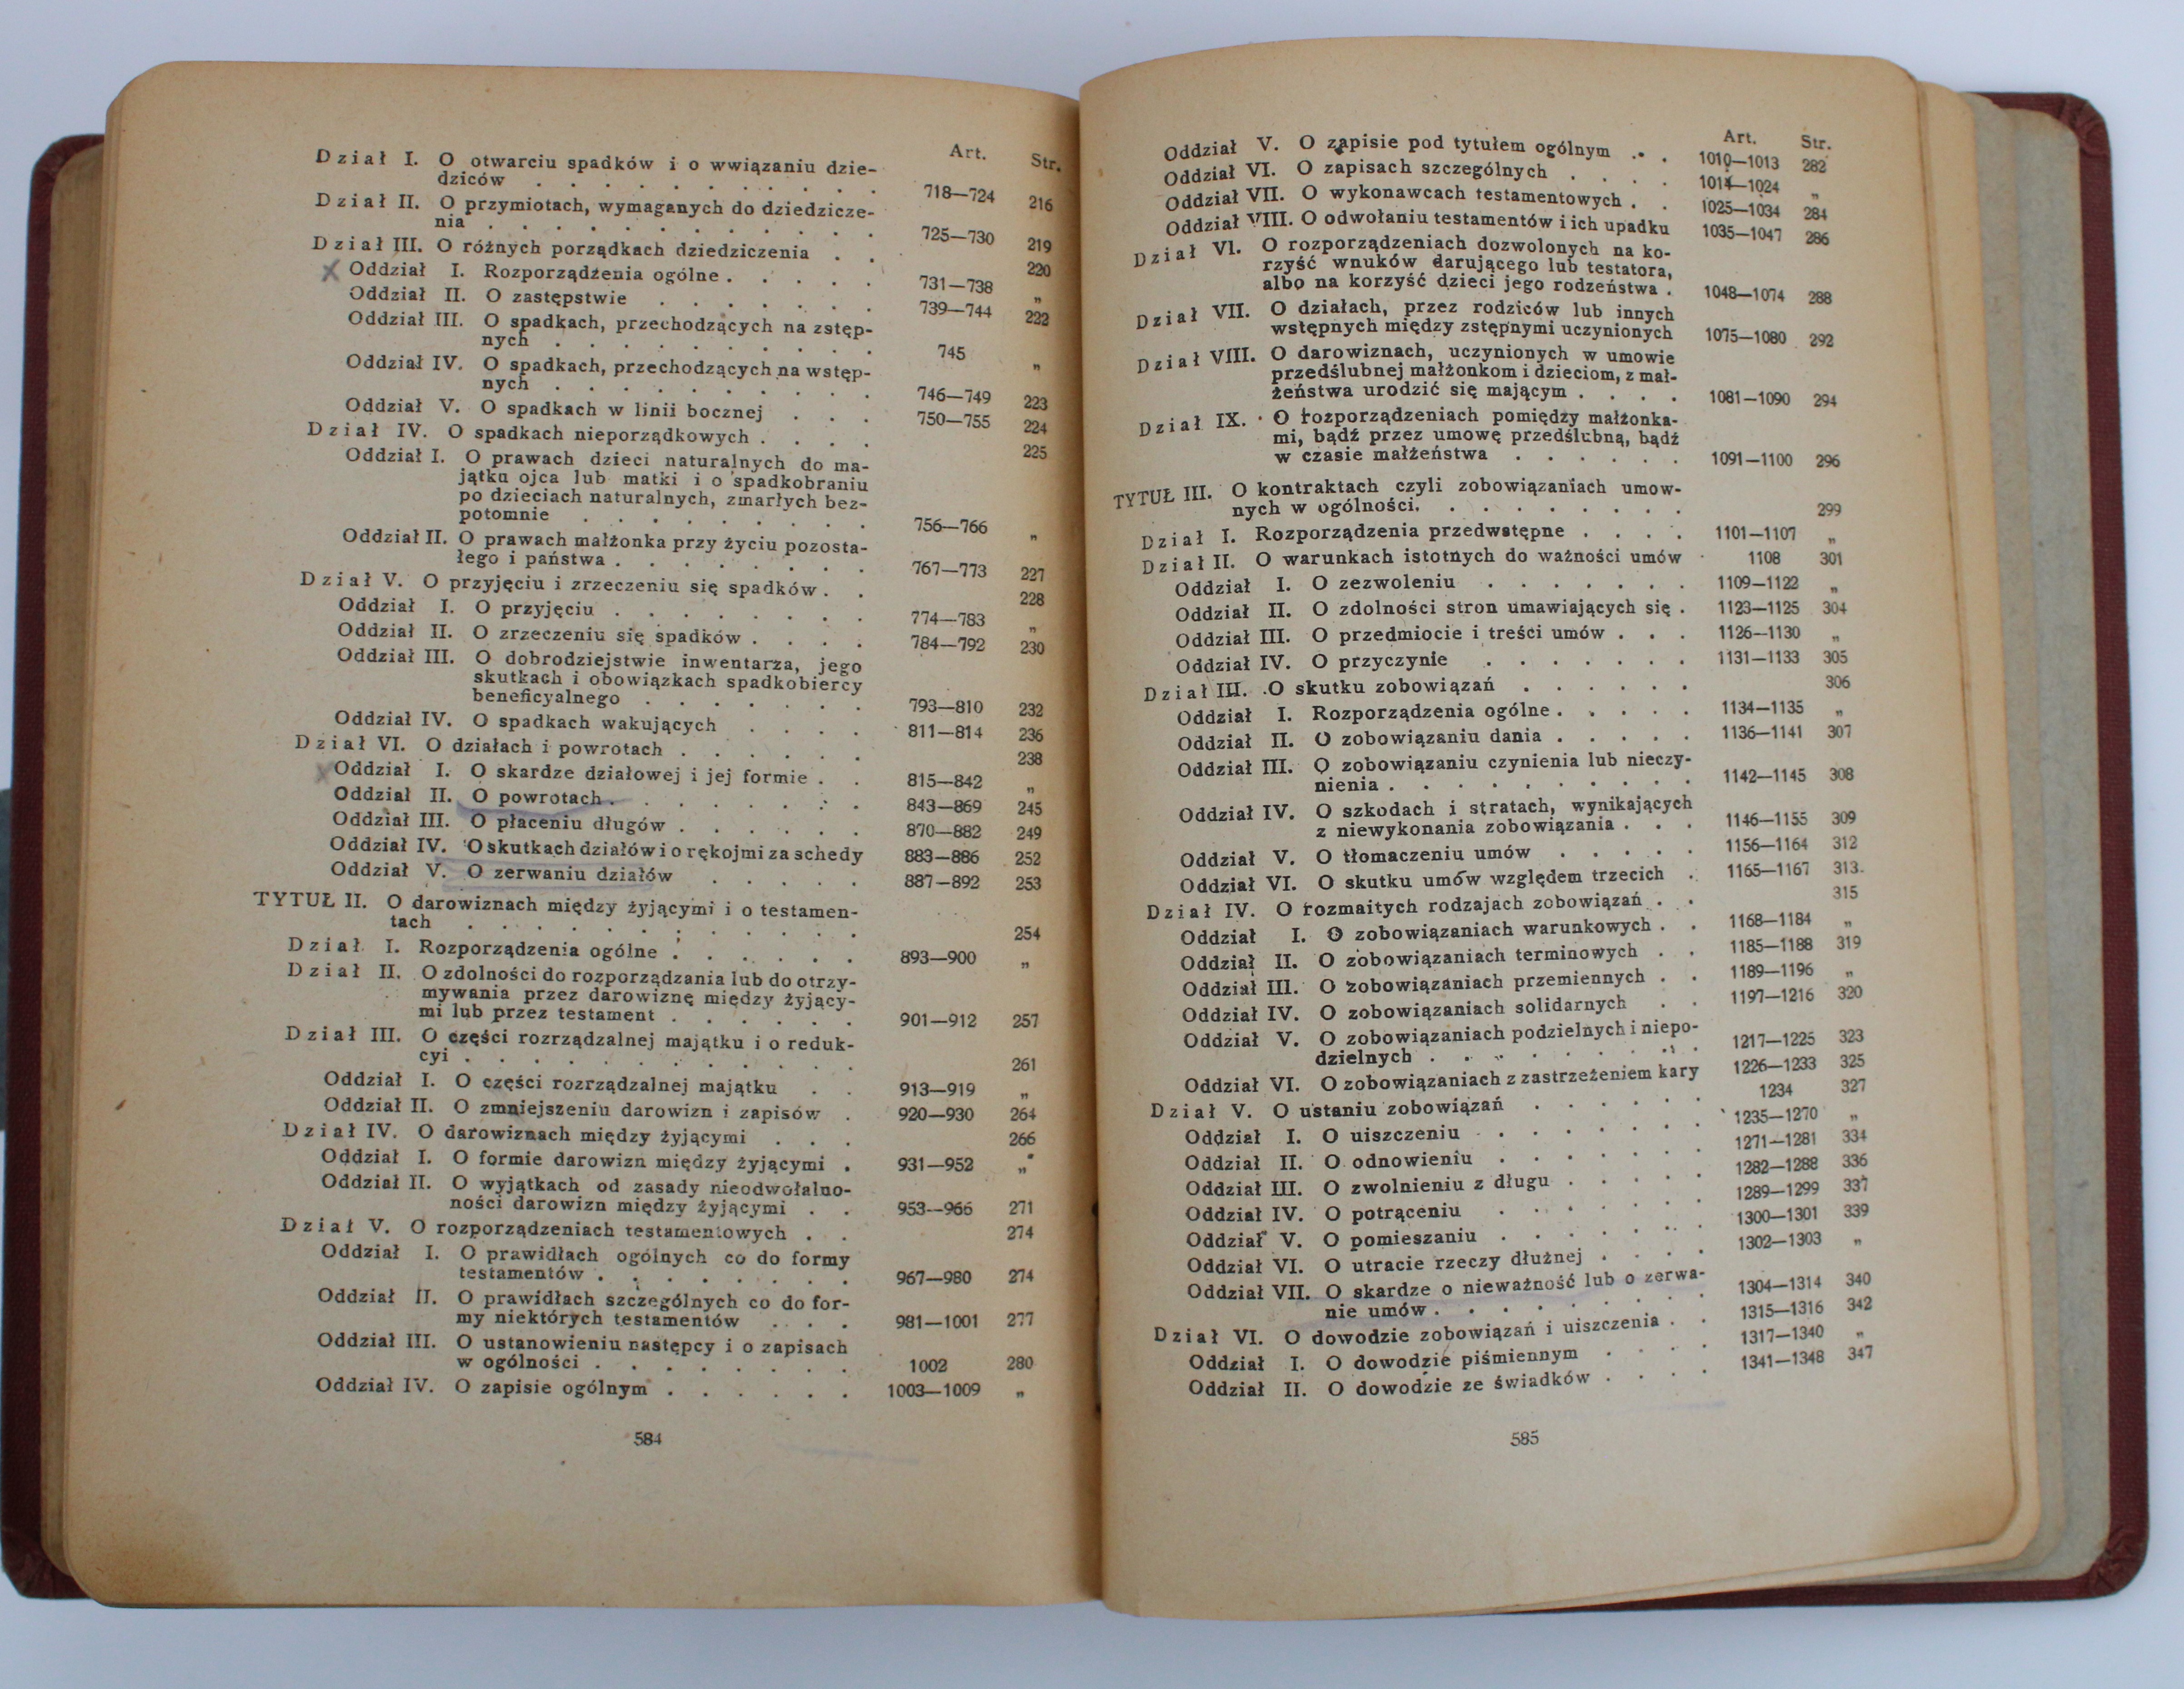 Art. Str.
Dział I. O otwarciu spadków i o wwiązaniu dzie-
dziców . . . . . . . . . . 718—724 216
Dział II. O przymiotach, wymaganych do dziedzicze-
nia . . . . . . . . . . . . 725—730 219
Dział III. O różnych porządkach dziedziczenia . . 220
Oddział I. Rozporządzenia ogólne . . . . . 731—738 „
Oddział II. O zastępstwie . . . . . . . 739—744 222
Oddział III. O spadkach, przechodzących na zstęp-
nych . . . . . . . . . . 745 „
Oddział IV. O spadkach, przechodzących na wstęp-
nych . . . . . . . . . . 746—749 223
Oddział V. O spadkach w linii bocznej . . . 750—755 224
Dział IV. O spadkach nieporządkowych . . . . 225
Oddział I. O prawach dzieci naturalnych do ma-
jątku ojca lub matki i o spadkobraniu
po dzieciach naturalnych, zmarłych bez-
potomnie . . . . . . . . . 756—766 „
Oddział II. O prawach małżonka przy życiu pozosta-
łego i państwa . . . . . . . . 767—773 227
Dział V. O przyjęciu i zrzeczeniu się spadków . . 228
Oddział I. O przyjęciu . . . . . . . . 774—783 „
Oddział II. O zrzeczeniu się spadków . . . . 784—792 230
Oddział III. O dobrodziejstwie inwentarza, jego
skutkach i obowiązkach spadkobiercy
beneficyalnego . . . . . . . 793—810 232
Oddział IV. O spadkach wakujących . . . . 811—814 236
Dział VI. O działach i powrotach . . . . . . 238
Oddział I. O skardze działowej i jej formie . . 815—842 „
Oddział II. O powrotach . . . . . . . . 843—869 245
Oddział III. O płaceniu długów . . . . . . 870—882 249
Oddział IV. O skutkach działów i o rękojmi za schedy 883—886 252
Oddział V. O zerwaniu działów . . . . . 887—892 253
TYTUŁ II. O darowiznach między żyjącymi i o testamen-
tach . . . . . . . . . . . . 254
Dział I. Rozporządzenia ogólne . . . . . . 893—900 „
Dział II. O zdolności do rozporządzania lub do otrzy-
mywania przez darowiznę między żyjący-
mi lub przez testament . . . . . . 901—912 257
Dział III. O części rozrządzalnej majątku i o reduk-
cyi . . . . . . . . . . . . 261
Oddział I. O części rozrządzalnej majątku . . 913—919 „
Oddział II. O zmniejszeniu darowizn i zapisów . 920—930 264
Dział IV. O darowiznach między żyjącymi . . . 266
Oddział I. O formie darowizn między żyjącymi . 931—952 „
Oddział II. O wyjątkach od zasady nieodwołalno-
ności darowizn między żyjącymi . . 953—966 271
Dział V. O rozporządzeniach testamentowych . . 274
Oddział I. O prawidłach ogólnych co do formy
testamentów . . . . . . . . 967—980 274
Oddział II. O prawidłach szczególnych co do for-
my niektórych testamentów . . . . 981—1001 277
Oddział III. O ustanowieniu następcy i o zapisach
w ogólności . . . . . . . . 1002 280
Oddział IV. O zapisie ogólnym . . . . . . 1003—1009 „
584
Art. Str.
Oddział V. O zapisie pod tytułem ogólnym . . . 1010—1013 282
Oddział VI. O zapisach szczególnych . . . . 1014—1024 „
Oddział VII. O wykonawcach testamentowych . . 1025—1034 284
Oddział VIII. O odwołaniu testamentów i ich upadku 1035—1047 286
Dział VI. O rozporządzeniach dozwolonych na ko-
rzyść wnuków darującego lub testatora,
albo na korzyść dzieci jego rodzeństwa . 1048—1074 288
Dział VII. O działach, przez rodziców lub innych
wstępnych między zstępnymi uczynionych 1075—1080 292
Dział VIII. O darowiznach, uczynionych w umowie
przedślubnej małżonkom i dzieciom, z mał-
żeństwa urodzić się mającym . . . . 1081—1090 294
Dział IX. O rozporządzeniach pomiędzy małżonka-
mi, bądź przez umowę przedślubną, bądź
w czasie małżeństwa . . . . . . 1091—1100 296
TYTUŁ III. O kontraktach czyli zobowiązaniach umow-
nych w ogólności. . . . . . . . . 299
Dział I. Rozporządzenia przedwstępne . . . . 1101—1107 „
Dział II. O warunkach istotnych do ważności umów 1108 301
Oddział I. O zezwoleniu . . . . . . . 1109—1122 „
Oddział II. O zdolności stron umawiających się . 1123—1125 304
Oddział III. O przedmiocie i treści umów . . . 1126—1130 „
Oddział IV. O przyczynie . . . . . . . 1131—1133 305
Dział III. O skutku zobowiązań . . . . . . 306
Oddział I. Rozporządzenia ogólne . . . . . 1134—1135 „
Oddział II. O zobowiązaniu dania . . . . . 1136—1141 307
Oddział III. O zobowiązaniu czynienia lub nieczy-
nienia . . . . . . . . . 1142—1145 308
Oddział IV. O szkodach i stratach, wynikających
z niewykonania zobowiązania . . . 1146—1155 309
Oddział V. O tłomaczeniu umów . . . . . 1156—1164 312
Oddział VI. O skutku umów względem trzecich . 1165—1167 313.
Dział IV. O rozmaitych rodzajach zobowiązań . . 315
Oddział I. O zobowiązaniach warunkowych . . 1168—1184 „
Oddział II. O zobowiązaniach terminowych . . 1185—1188 319
Oddział III. O zobowiązaniach przemiennych . . 1189—1196 „
Oddział IV. O zobowiązaniach solidarnych . . 1197—1216 320
Oddział V. O zobowiązaniach podzielnych i niepo-
dzielnych . . . . . . . . . 1217—1225 323
Oddział VI. O zobowiązaniach z zastrzeżeniem kary 1226—1233 325
Dział V. O ustaniu zobowiązań . . . . . . 1234 327
Oddział I. O uiszczeniu . . . . . . . 1235—1270 „
Oddział II. O odnowieniu . . . . . . . 1271—1281 334
Oddział III. O zwolnieniu z długu . . . . . 1282—1288 336
Oddział IV. O potrąceniu . . . . . . . 1289—1299 337
Oddział V. O pomieszaniu . . . . . . . 1300—1301 339
Oddział VI. O utracie rzeczy dłużnej . . . . 1302—1303 „
Oddział VII. O skardze o nieważność lub o zerwa-
nie umów . . . . . . . . . 1304—1314 340
Dział VI. O dowodzie zobowiązań i uiszczenia . . 1315—1316 342
Oddział I. O dowodzie piśmiennym . . . . 1317—1340 „
Oddział II. O dowodzie ze świadków . . . . 1341—1348 347
585